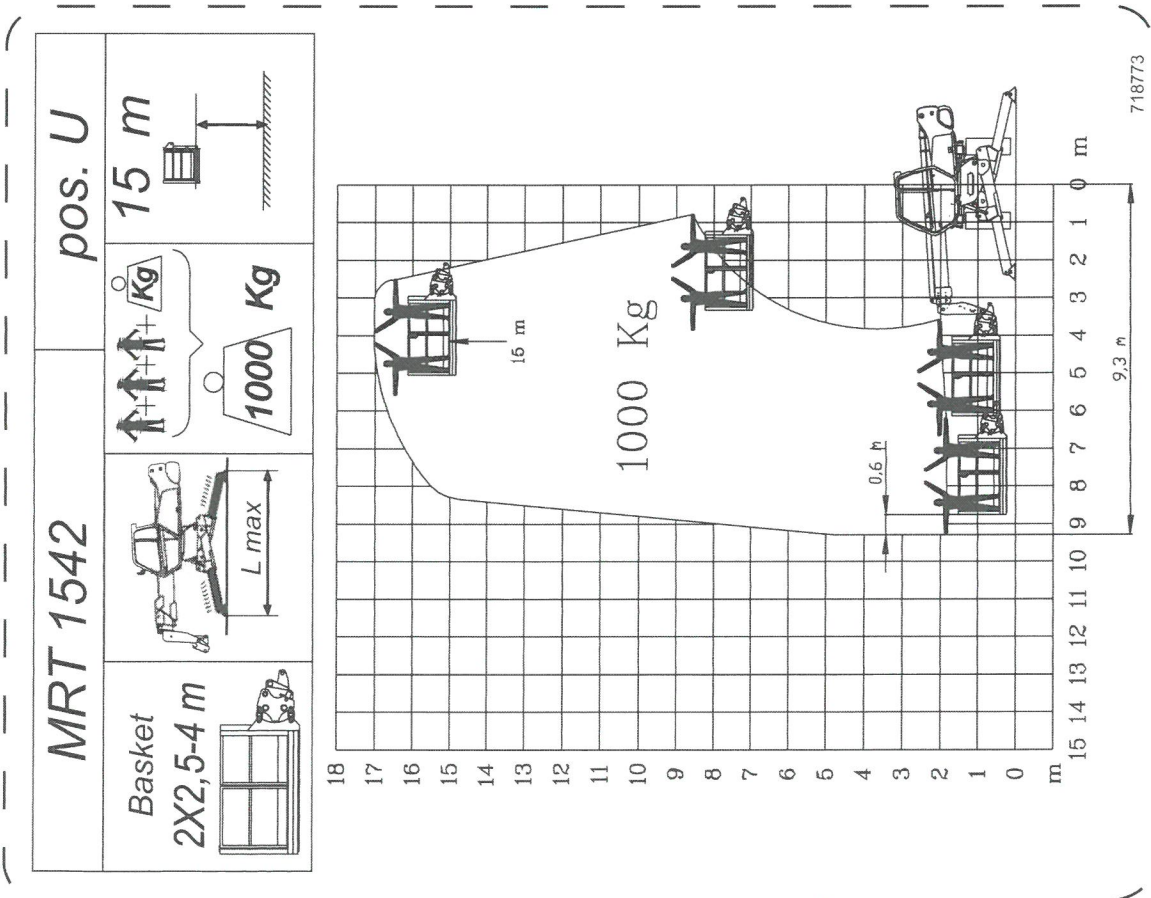 MRT 1542
pos. U
Basket
2X2,5-4 m
L max
+ + + Kg
1000 Kg
15 m
18
17
16
15
14
13
12
11
10
9
8
7
6
5
4
3
2
1
0
m
15 14 13 12 11 10 9 8 7 6 5 4 3 2 1 0 m
15 m
1000 Kg
0.6 m
9,3 m
718773